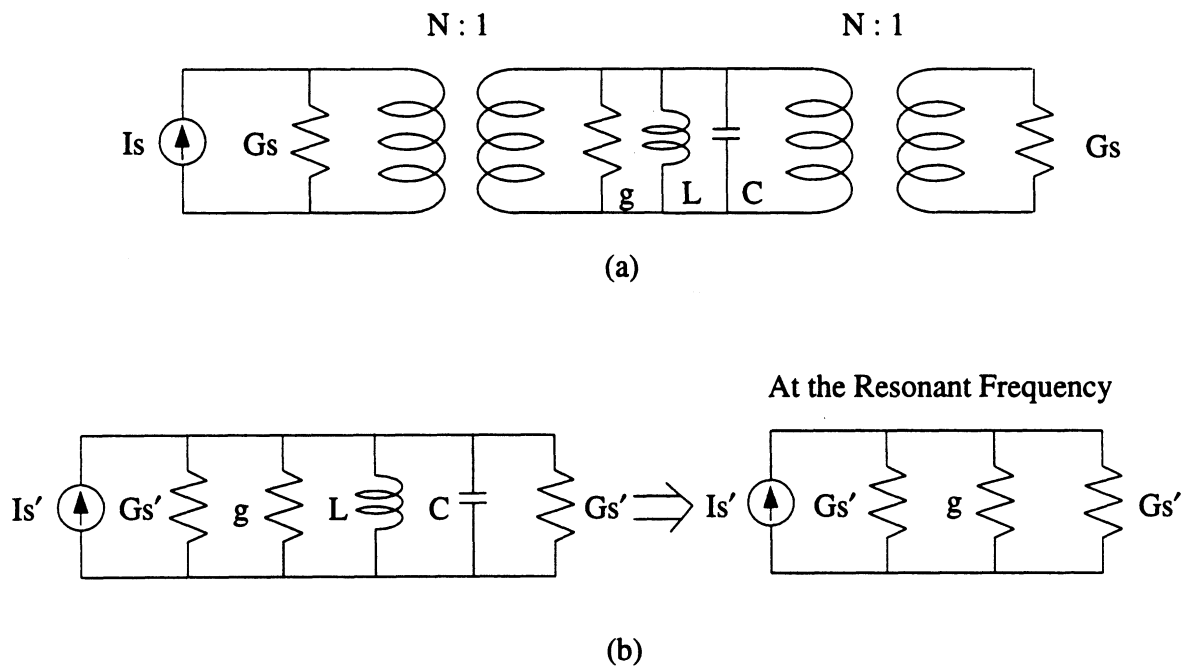 N : 1 N : 1
Is Gs g L C Gs
(a)
At the Resonant Frequency
Is′ Gs′ g L C Gs′ Is′ Gs′ g Gs′
(b)